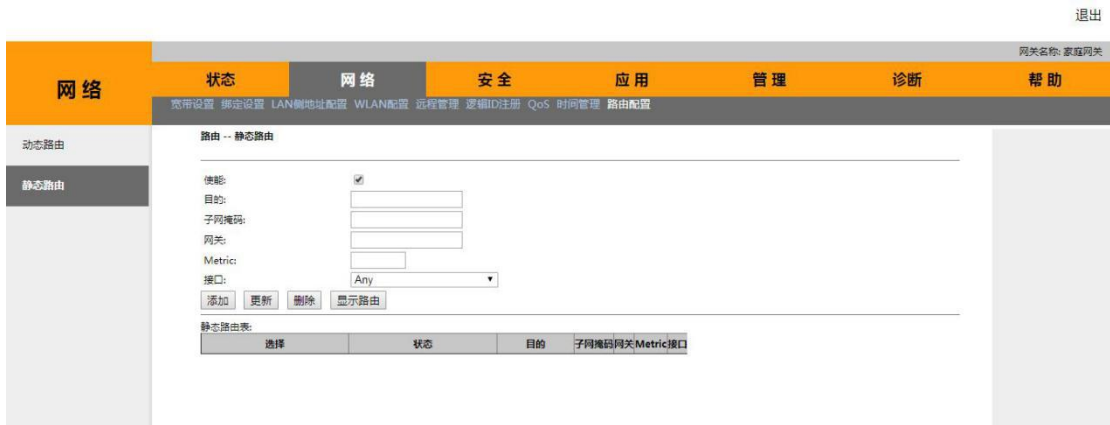 退出
网关名称: 家庭网关
网络
状态 网络 安全 应用 管理 诊断 帮助
宽带设置 绑定设置 LAN侧地址配置 WLAN配置 远程管理 逻辑ID注册 QoS 时间管理 路由配置
动态路由
静态路由
路由 -- 静态路由
使能:
目的:
子网掩码:
网关:
Metric:
接口: Any
添加 更新 删除 显示路由
静态路由表:
选择 状态 目的 子网掩码 网关 Metric 接口